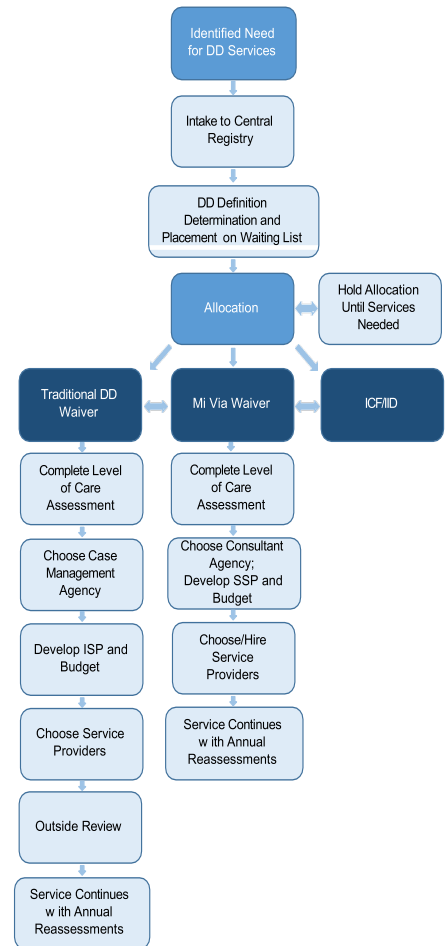 Identified Need
for DD Services
Intake to Central
Registry
DD Definition
Determination and
Placement on Waiting List
Allocation
Hold Allocation
Until Services
Needed
Traditional DD
Waiver
Mi Via Waiver
ICF/IID
Complete Level
of Care
Assessment
Choose Case
Management
Agency
Develop ISP and
Budget
Choose Service
Providers
Outside Review
Service Continues
w ith Annual
Reassessments
Complete Level
of Care
Assessment
Choose Consultant
Agency;
Develop SSP and
Budget
Choose/Hire
Service
Providers
Service Continues
w ith Annual
Reassessments